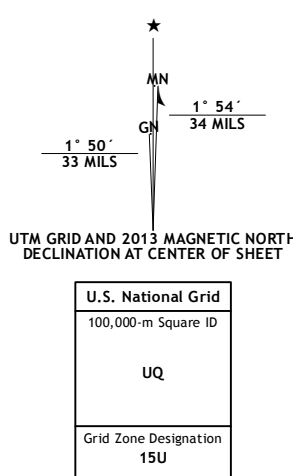 ★
MN
1° 54´
34 MILS
GN
1° 50´
33 MILS
UTM GRID AND 2013 MAGNETIC NORTH
DECLINATION AT CENTER OF SHEET
U.S. National Grid
100,000-m Square ID
UQ
Grid Zone Designation
15U